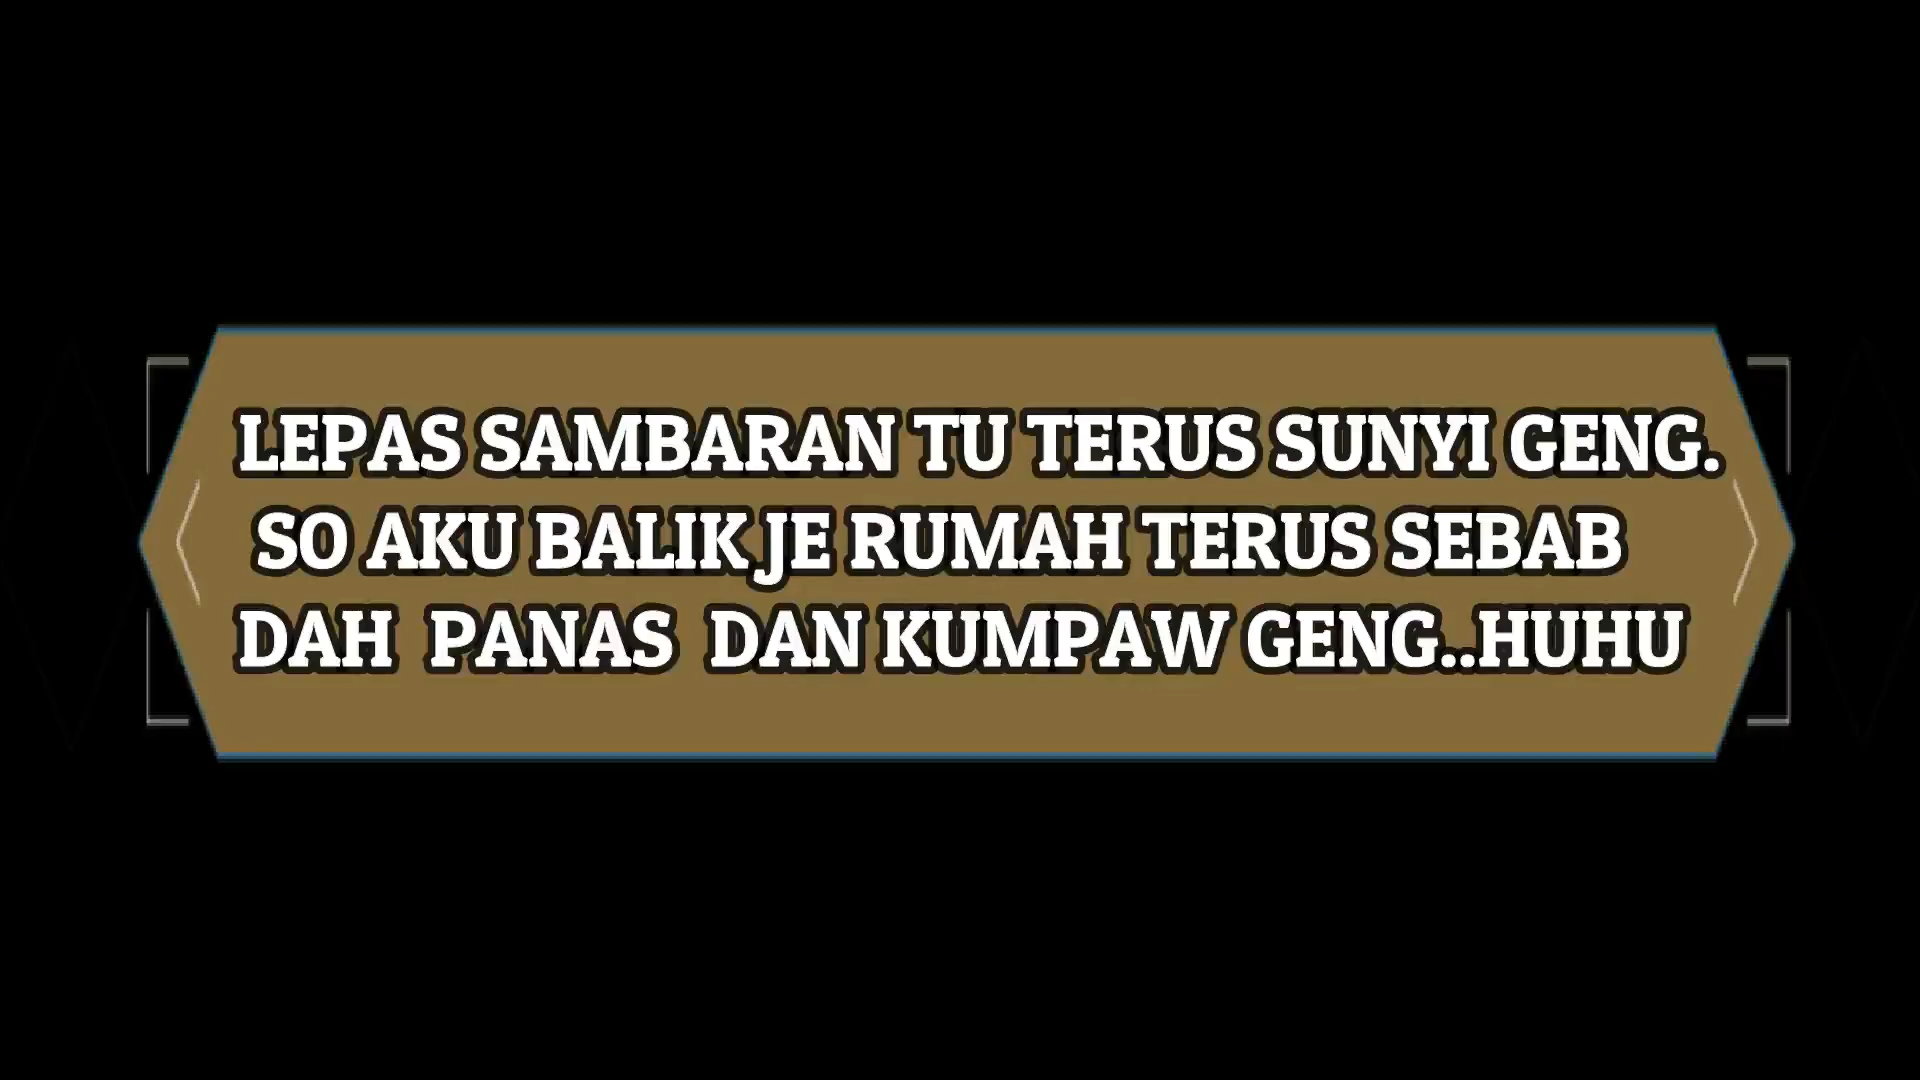 LEPAS SAMBARAN TU TERUS SUNYI GENG.
SO AKU BALIK JE RUMAH TERUS SEBAB
DAH PANAS DAN KUMPAW GENG..HUHU